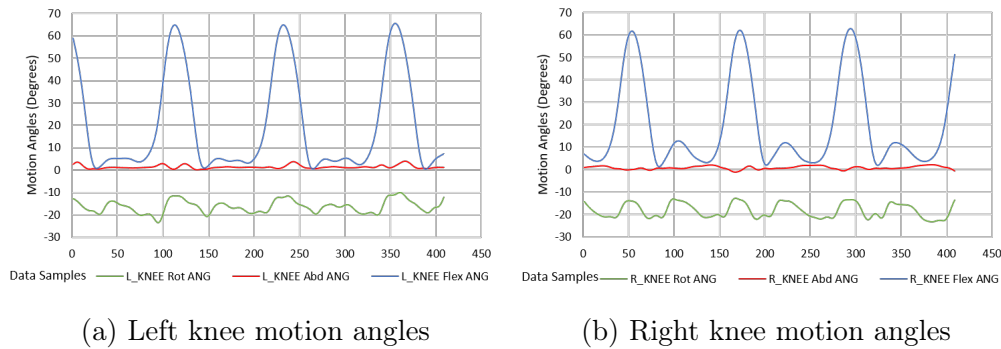 70
60
50
40
30
20
10
0
-10
-20
-30
Motion Angles (Degrees)
0 50 100 150 200 250 300 350 400 450
Data Samples L_KNEE Rot ANG L_KNEE Abd ANG L_KNEE Flex ANG
(a) Left knee motion angles
70
60
50
40
30
20
10
0
-10
-20
-30
Motion Angles (Degrees)
0 50 100 150 200 250 300 350 400 450
Data Samples R_KNEE Rot ANG R_KNEE Abd ANG R_KNEE Flex ANG
(b) Right knee motion angles